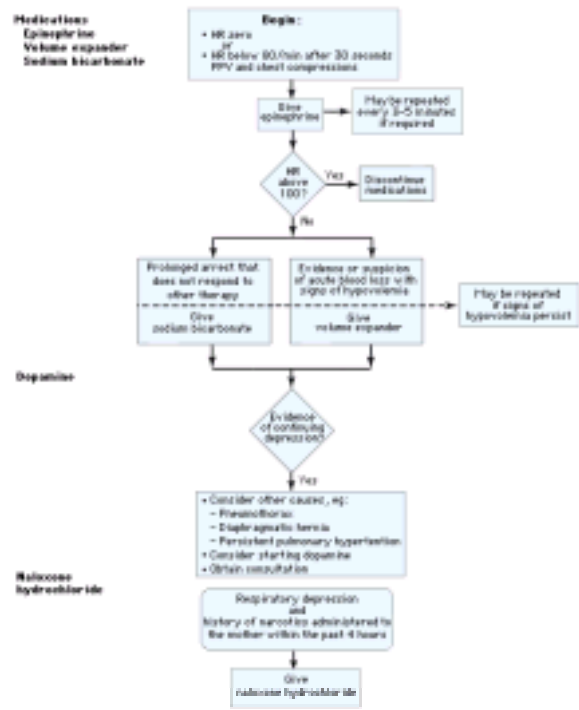 Medications
Epinephrine
Volume expander
Sodium bicarbonate
Begin:
• HR zero
or
• HR below 80/min after 30 seconds
PPV and chest compressions
Give
epinephrine
May be repeated
every 3-5 minutes
if required
HR
above
100?
Yes
Discontinue
medications
No
Prolonged arrest that
does not respond to
other therapy
Give
sodium bicarbonate
Evidence or suspicion
of acute blood loss with
signs of hypovolemia
Give
volume expander
May be repeated
if signs of
hypovolemia persist
Dopamine
Evidence
of continuing
depression?
Yes
• Consider other causes, eg:
– Pneumothorax
– Diaphragmatic hernia
– Persistent pulmonary hypertention
• Consider starting dopamine
• Obtain consultation
Naloxone
hydrochloride
Respiratory depression
and
history of narcotics administered to
the mother within the past 4 hours
Give
naloxone hydrochloride